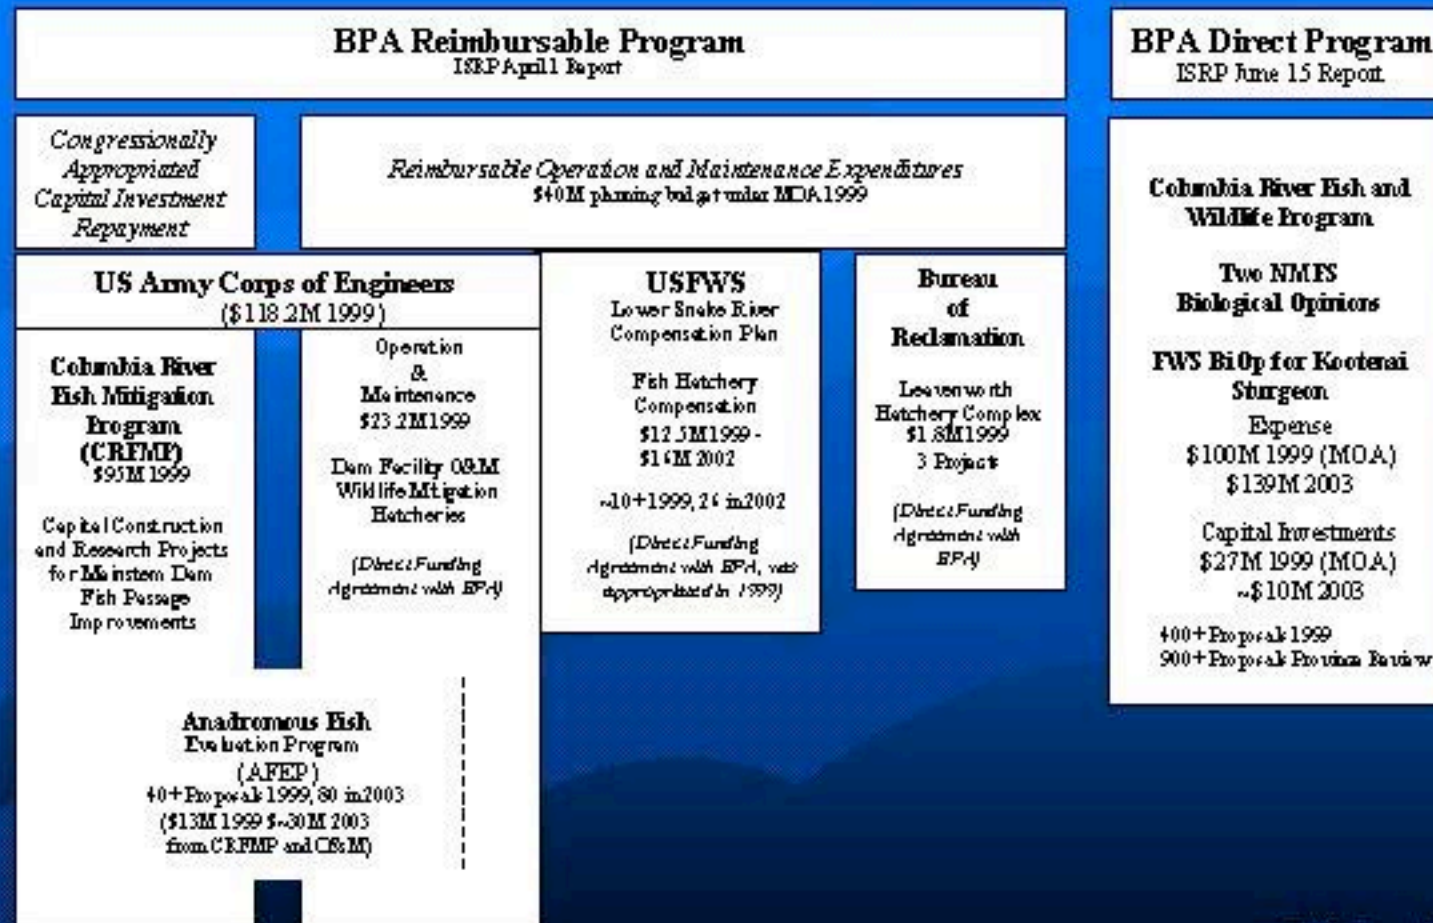 BPA Reimbursable Program
ISRP April 1 Report
BPA Direct Program
ISRP June 15 Report
Congressionally
Appropriated
Capital Investment
Repayment
Reimbursable Operation and Maintenance Expenditures
$40M planning budget under MOA 1999
US Army Corps of Engineers
($118.2M 1999)
Columbia River
Fish Mitigation
Program
(CRFMP)
$95M 1999
Capital Construction
and Research Projects
for Mainstem Dam
Fish Passage
Improvements
Operation
&
Maintenance
$23.2M 1999
Dam Facility O&M
Wildlife Mitigation
Hatcheries
(Direct Funding
Agreement with BPA)
Anadromous Fish
Evaluation Program
(AFEP)
40+ Proposals 1999, 80 in 2003
($13M 1999 $~30M 2003
from CRFMP and O&M)
USFWS
Lower Snake River
Compensation Plan
Fish Hatchery
Compensation
$12.5M 1999 -
$16M 2002
~10+ 1999, 26 in 2002
(Direct Funding
Agreement with BPA, was
appropriated in 1999)
Bureau
of
Reclamation
Leavenworth
Hatchery Complex
$1.8M 1999
3 Projects
(Direct Funding
Agreement with
BPA)
Columbia River Fish and
Wildlife Program
Two NMFS
Biological Opinions
FWS BiOp for Kootenai
Sturgeon
Expense
$100M 1999 (MOA)
$139M 2003
Capital Investments
$27M 1999 (MOA)
~$10M 2003
400+ Proposals 1999
900+ Proposals Province Review